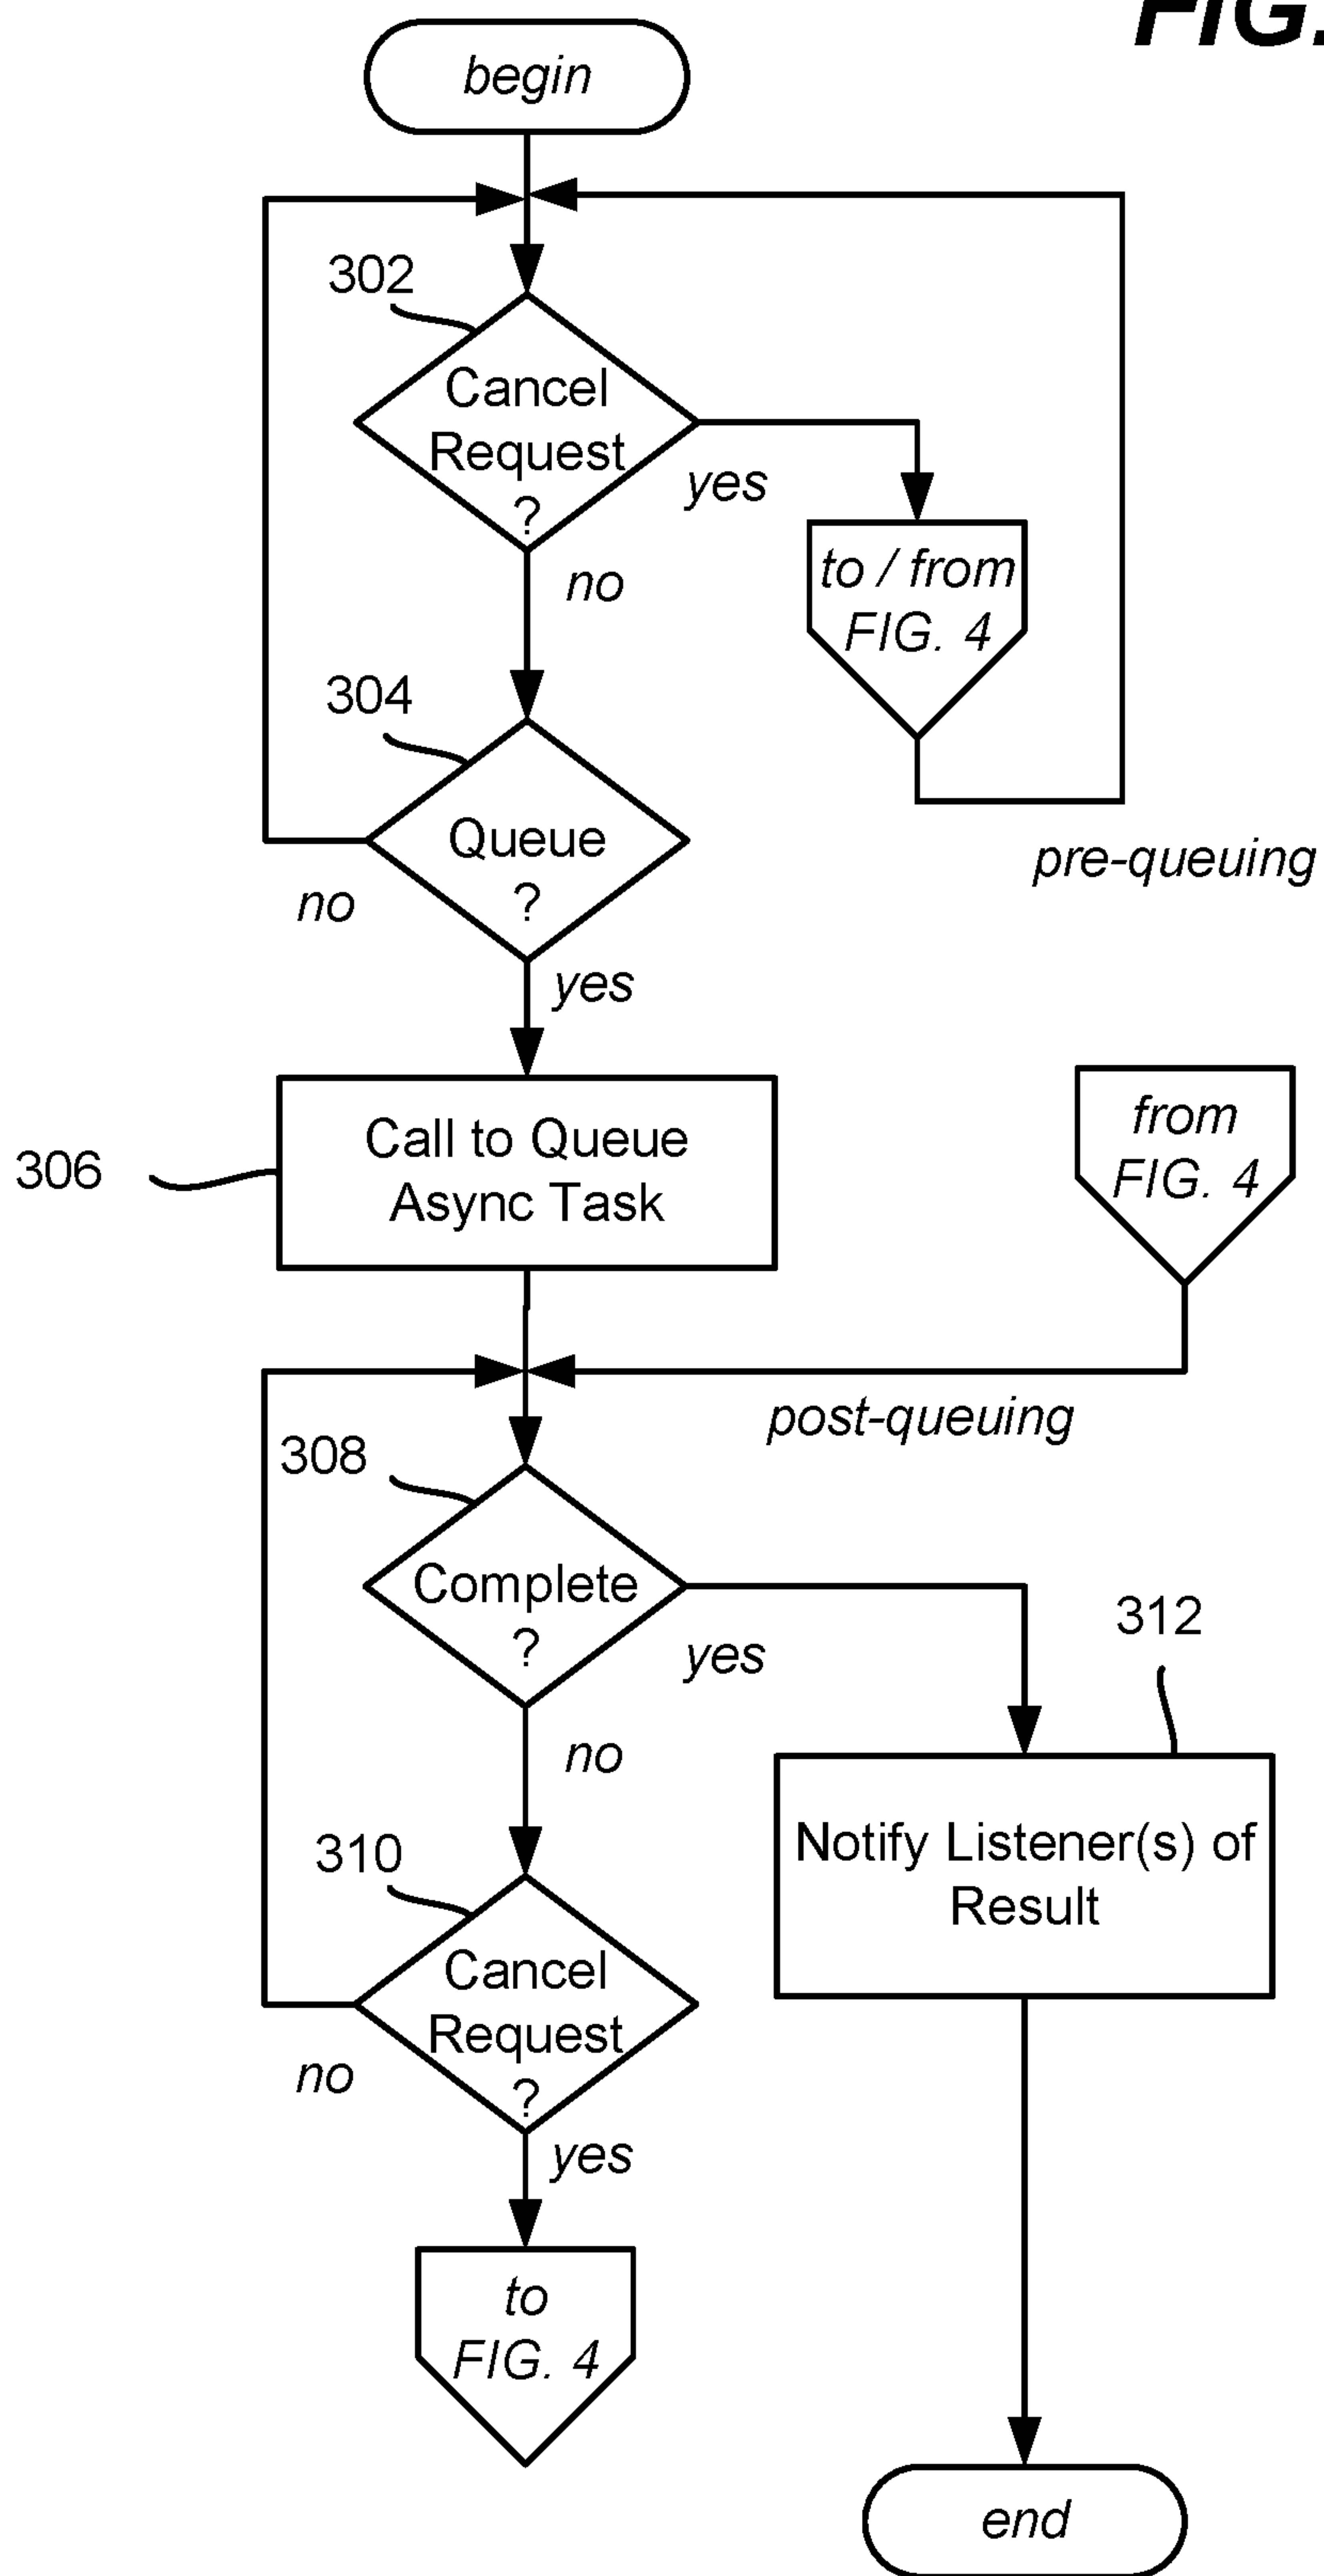 FIG.
begin
302
Cancel
Request
?
yes
no
to / from
FIG. 4
304
Queue
?
pre-queuing
no
yes
306
Call to Queue
Async Task
from
FIG. 4
post-queuing
308
Complete
?
yes
312
no
Notify Listener(s) of
Result
310
Cancel
Request
?
no
yes
to
FIG. 4
end